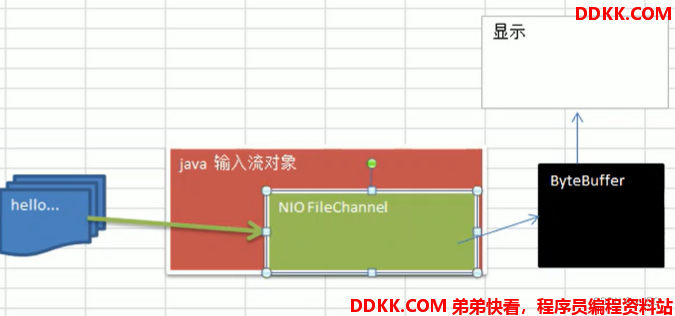 DDKK.COM
显示
java 输入流对象
ByteBuffer
hello...
NIO FileChannel
DDKK.COM 弟弟快看，程序员编程资料站